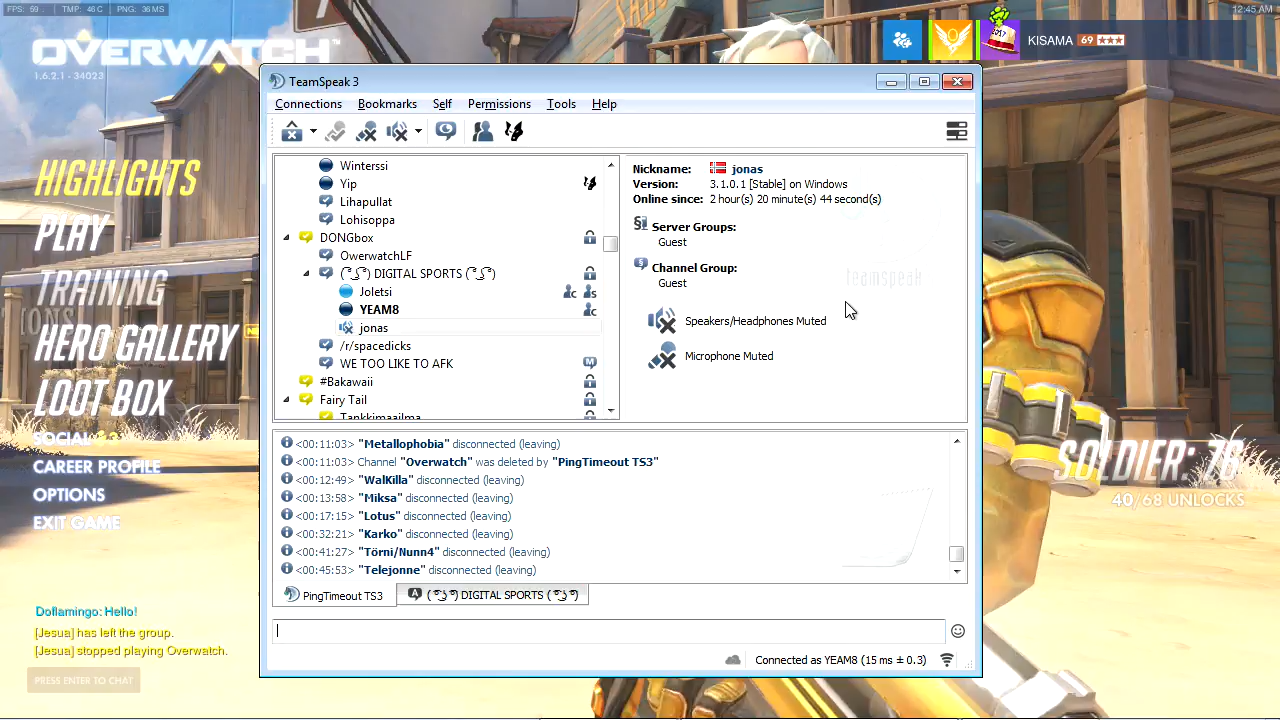 FPS: 59 TMP: 46 C PNG: 36 MS
12:45 AM
OVERWATCH™
1.6.2.1 - 34023
2017
KISAMA 69
TeamSpeak 3
Connections Bookmarks Self Permissions Tools Help
Winterssi
Yip
Lihapullat
Lohisoppa
DONGbox
OwerwatchLF
( ͡° ͜ʖ ͡°) DIGITAL SPORTS ( ͡° ͜ʖ ͡°)
Joletsi
YEAM8
jonas
/r/spacedicks
WE TOO LIKE TO AFK
#Bakawaii
Fairy Tail
Tankkimaailma
Nickname: jonas
Version: 3.1.0.1 [Stable] on Windows
Online since: 2 hour(s) 20 minute(s) 44 second(s)
Server Groups:
Guest
Channel Group:
Guest
teamspeak
Speakers/Headphones Muted
Microphone Muted
<00:11:03> "Metallophobia" disconnected (leaving)
<00:11:03> Channel "Overwatch" was deleted by "PingTimeout TS3"
<00:12:49> "WalKilla" disconnected (leaving)
<00:13:58> "Miksa" disconnected (leaving)
<00:17:15> "Lotus" disconnected (leaving)
<00:32:21> "Karko" disconnected (leaving)
<00:41:27> "Törni/Nunn4" disconnected (leaving)
<00:45:53> "Telejonne" disconnected (leaving)
PingTimeout TS3
( ͡° ͜ʖ ͡°) DIGITAL SPORTS ( ͡° ͜ʖ ͡°)
Connected as YEAM8 (15 ms ± 0.3)
HIGHLIGHTS
PLAY
TRAINING
HERO GALLERY
LOOT BOX
SOCIAL
CAREER PROFILE
OPTIONS
EXIT GAME
SOLDIER: 76
40/68 UNLOCKS
Doflamingo: Hello!
[Jesua] has left the group.
[Jesua] stopped playing Overwatch.
PRESS ENTER TO CHAT